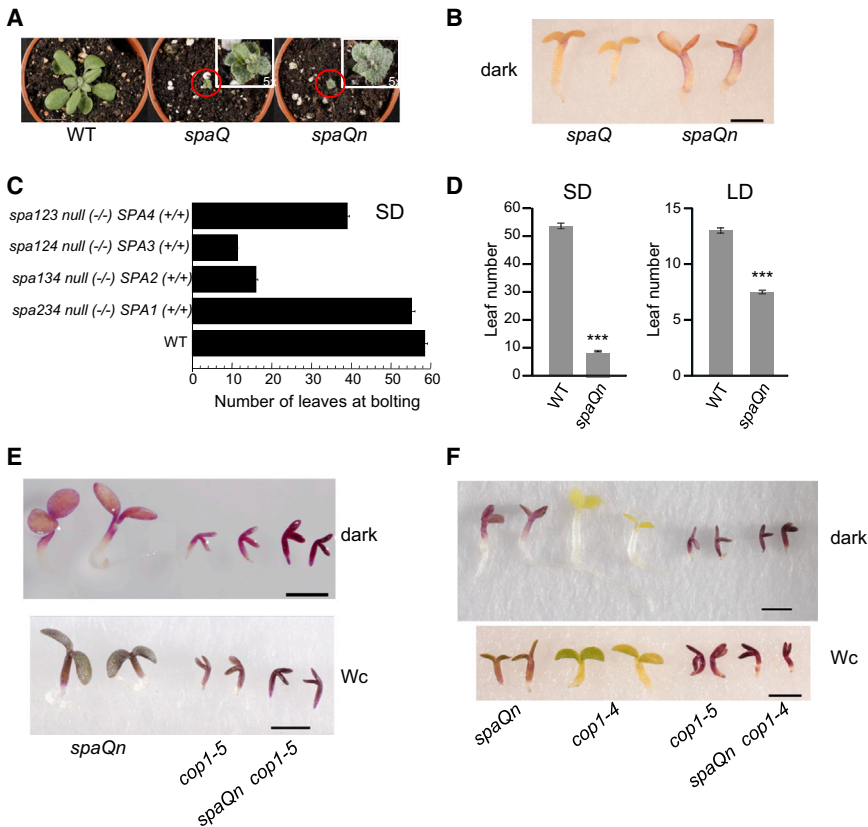 A
5x
5x
WT
spaQ
spaQn
B
dark
spaQ
spaQn
C
SD
spa123 null (-/-) SPA4 (+/+)
spa124 null (-/-) SPA3 (+/+)
spa134 null (-/-) SPA2 (+/+)
spa234 null (-/-) SPA1 (+/+)
WT
0 10 20 30 40 50 60
Number of leaves at bolting
D
SD
Leaf number
60
50
40
30
20
10
0
***
WT
spaQn
LD
Leaf number
15
10
5
0
***
WT
spaQn
E
dark
Wc
spaQn
cop1-5
spaQn cop1-5
F
dark
Wc
spaQn
cop1-4
cop1-5
spaQn cop1-4